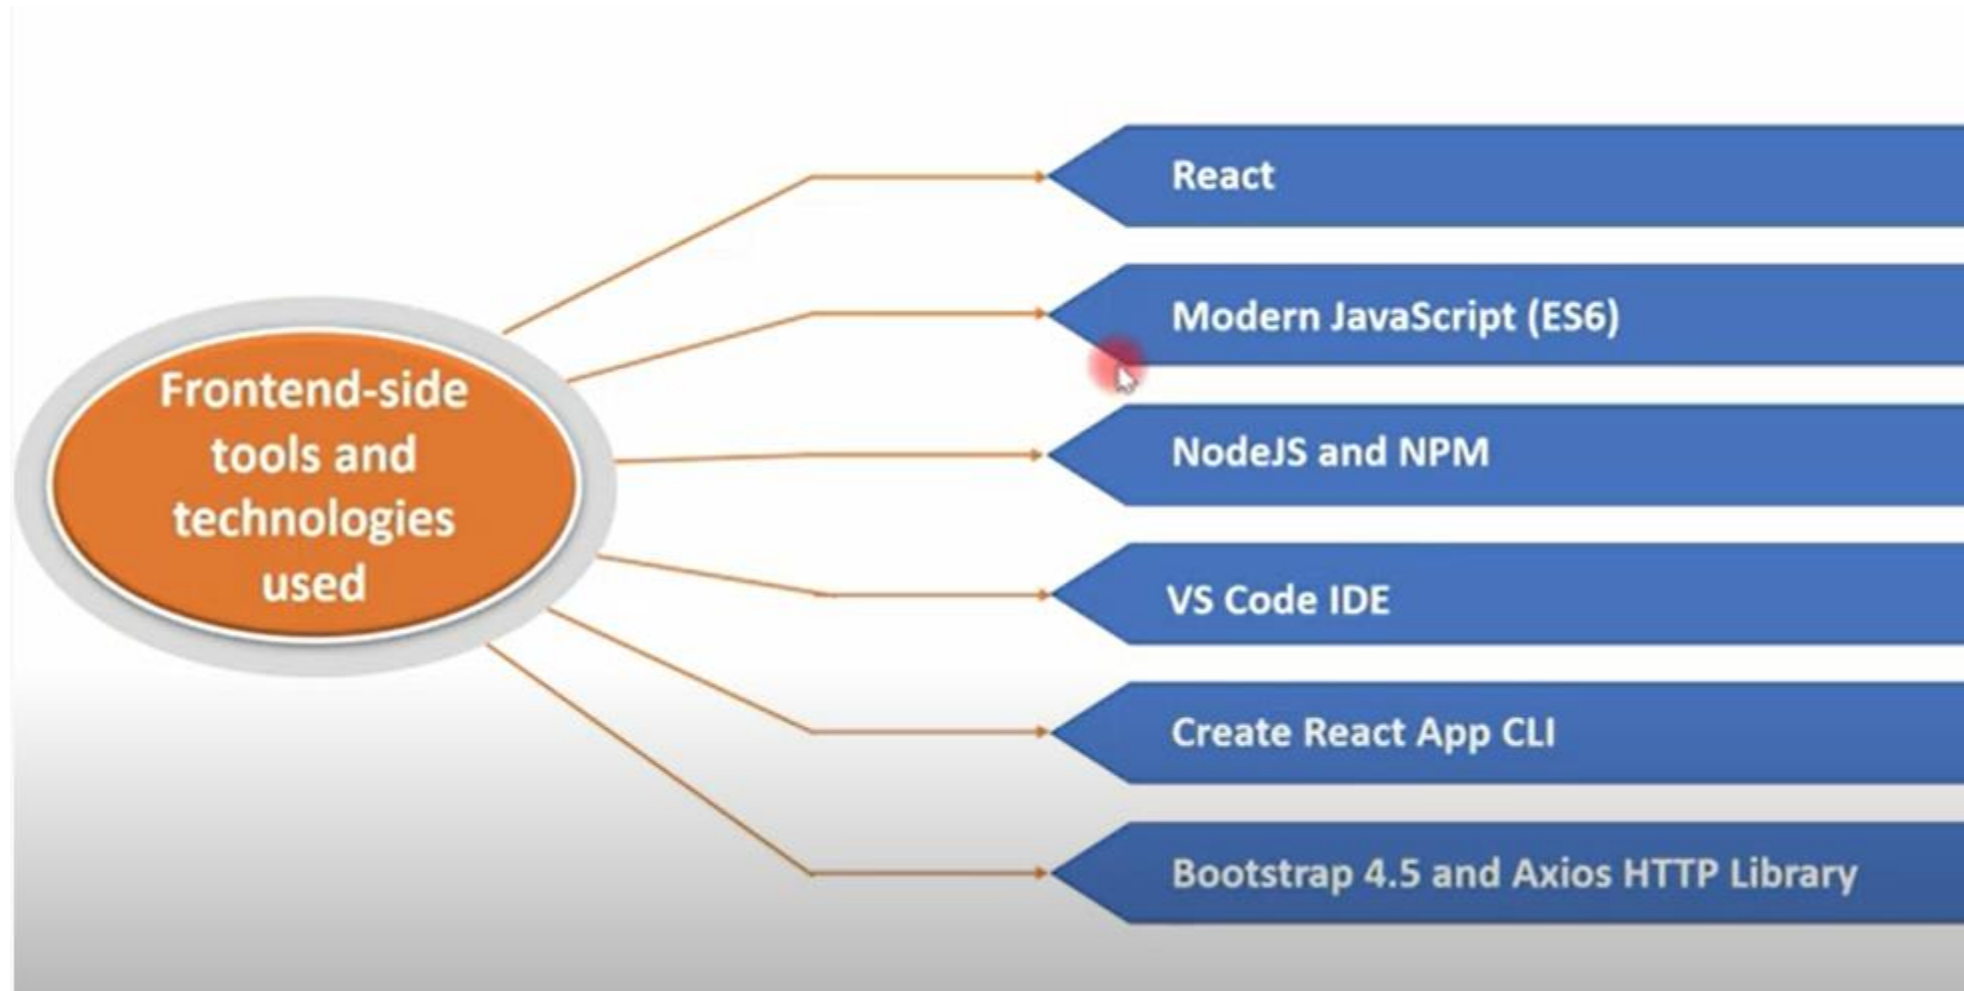 Frontend-side
tools and
technologies
used
React
Modern JavaScript (ES6)
NodeJS and NPM
VS Code IDE
Create React App CLI
Bootstrap 4.5 and Axios HTTP Library